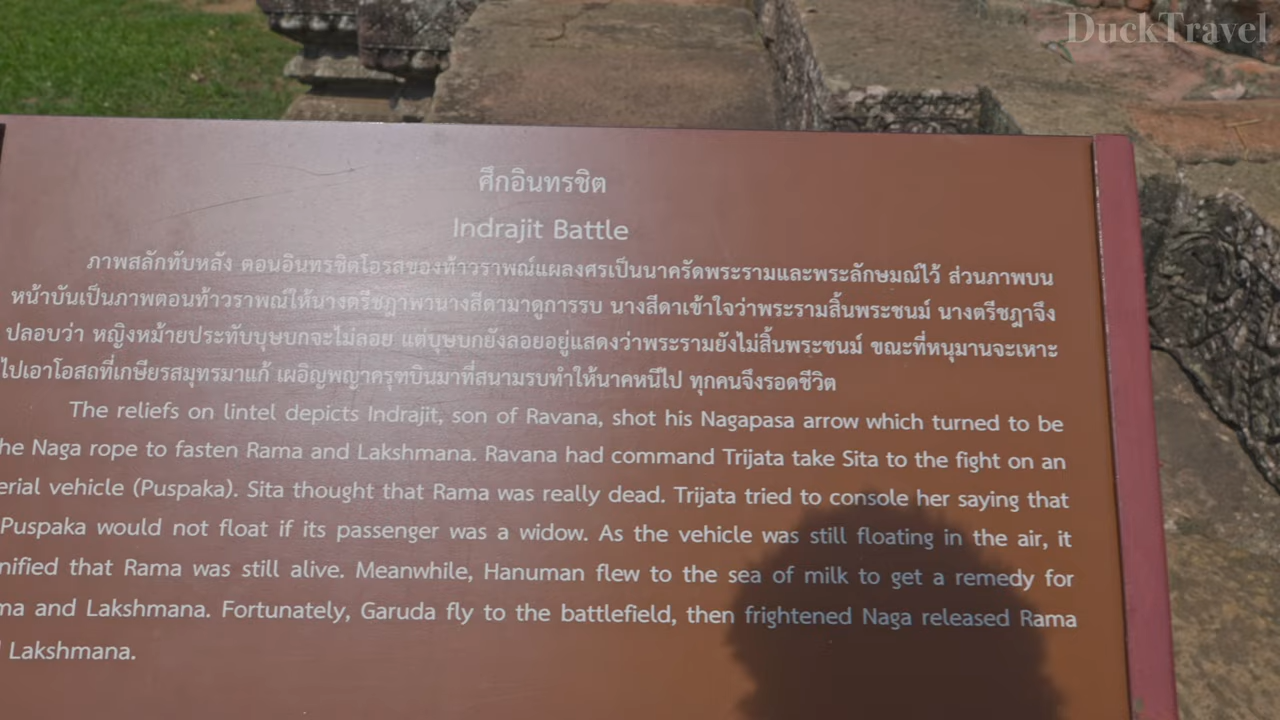 DuckTravel
ศึกอินทรชิต
Indrajit Battle
ภาพสลักทับหลัง ตอนอินทรชิตโอรสของท้าวราพณ์แผลงศรเป็นนาครัดพระรามและพระลักษมณ์ไว้ ส่วนภาพบน
หน้าบันเป็นภาพตอนท้าวราพณ์ให้นางตรีชฎาพานางสีดามาดูการรบ นางสีดาเข้าใจว่าพระรามสิ้นพระชนม์ นางตรีชฎาจึง
ปลอบว่า หญิงหม้ายประทับบุษบกจะไม่ลอย แต่บุษบกยังลอยอยู่แสดงว่าพระรามยังไม่สิ้นพระชนม์ ขณะที่หนุมานจะเหาะ
ไปเอาโอสถที่เกษียรสมุทรมาแก้ เผอิญพญาครุฑบินมาที่สนามรบทำให้นาคหนีไป ทุกคนจึงรอดชีวิต
The reliefs on lintel depicts Indrajit, son of Ravana, shot his Nagapasa arrow which turned to be
he Naga rope to fasten Rama and Lakshmana. Ravana had command Trijata take Sita to the fight on an
erial vehicle (Puspaka). Sita thought that Rama was really dead. Trijata tried to console her saying that
Puspaka would not float if its passenger was a widow. As the vehicle was still floating in the air, it
nified that Rama was still alive. Meanwhile, Hanuman flew to the sea of milk to get a remedy for
ma and Lakshmana. Fortunately, Garuda fly to the battlefield, then frightened Naga released Rama
Lakshmana.